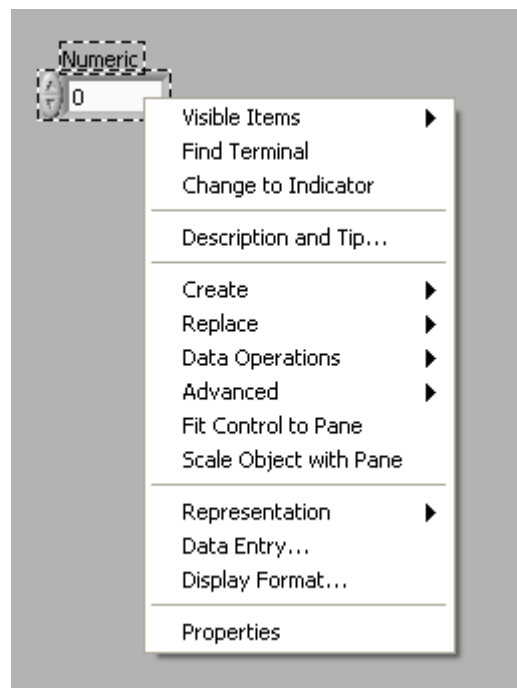 Numeric
0
Visible Items
Find Terminal
Change to Indicator
Description and Tip...
Create
Replace
Data Operations
Advanced
Fit Control to Pane
Scale Object with Pane
Representation
Data Entry...
Display Format...
Properties